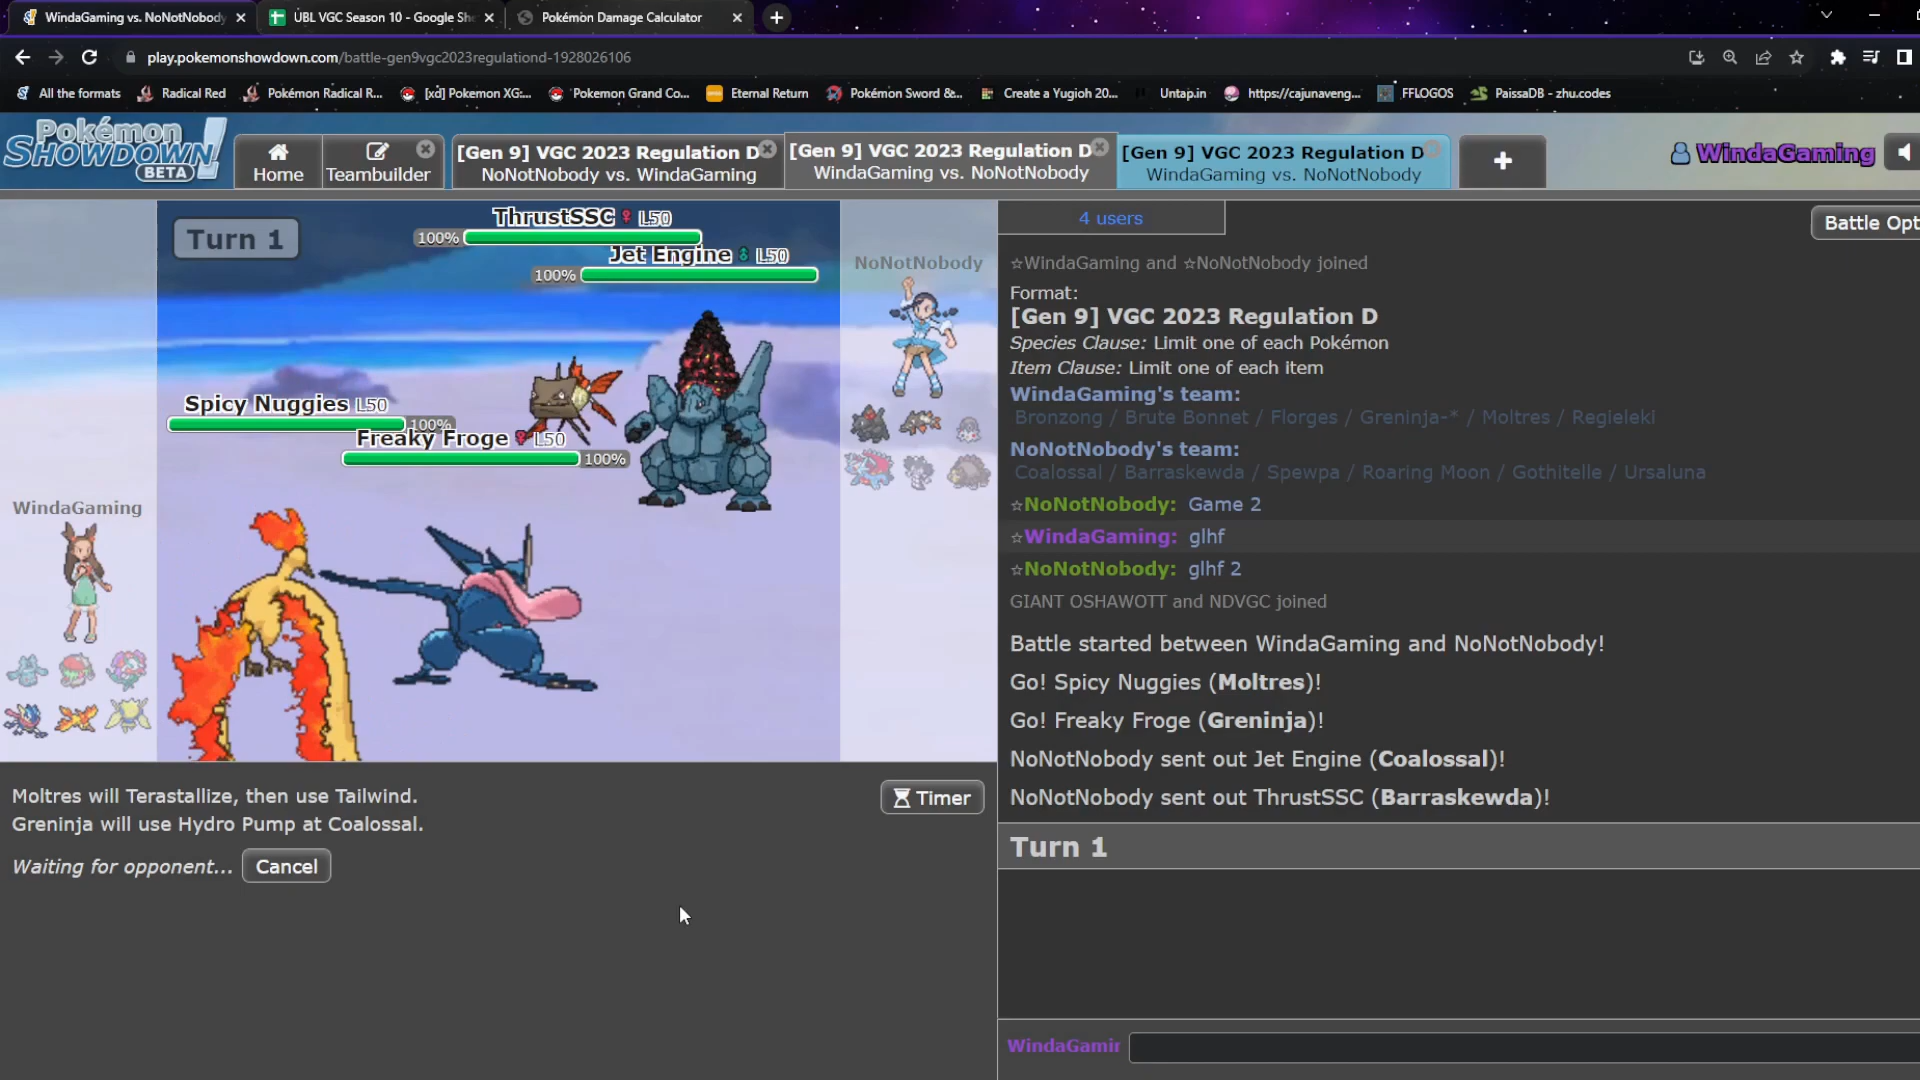 WindaGaming vs. NoNotNobody
UBL VGC Season 10 - Google She
Pokémon Damage Calculator
play.pokemonshowdown.com/battle-gen9vgc2023regulationd-1928026106
All the formats
Radical Red
Pokémon Radical R...
[xd] Pokemon XG:...
Pokemon Grand Co...
Eternal Return
Pokémon Sword &...
Create a Yugioh 20...
Untap.in
https://cajunaveng...
FFLOGOS
PaissaDB - zhu.codes
Pokémon
SHOWDOWN!
BETA
Home
Teambuilder
[Gen 9] VGC 2023 Regulation D
NoNotNobody vs. WindaGaming
[Gen 9] VGC 2023 Regulation D
WindaGaming vs. NoNotNobody
[Gen 9] VGC 2023 Regulation D
WindaGaming vs. NoNotNobody
WindaGaming
Turn 1
ThrustSSC L50
100%
Jet Engine L50
100%
NoNotNobody
Spicy Nuggies L50
100%
Freaky Froge L50
100%
WindaGaming
Moltres will Terastallize, then use Tailwind.
Greninja will use Hydro Pump at Coalossal.
Waiting for opponent... Cancel
Timer
4 users
Battle Opt
☆WindaGaming and ☆NoNotNobody joined
Format:
[Gen 9] VGC 2023 Regulation D
Species Clause: Limit one of each Pokémon
Item Clause: Limit one of each item
WindaGaming's team:
Bronzong / Brute Bonnet / Florges / Greninja-* / Moltres / Regieleki
NoNotNobody's team:
Coalossal / Barraskewda / Spewpa / Roaring Moon / Gothitelle / Ursaluna
☆NoNotNobody: Game 2
☆WindaGaming: glhf
☆NoNotNobody: glhf 2
GIANT OSHAWOTT and NDVGC joined
Battle started between WindaGaming and NoNotNobody!
Go! Spicy Nuggies (Moltres)!
Go! Freaky Froge (Greninja)!
NoNotNobody sent out Jet Engine (Coalossal)!
NoNotNobody sent out ThrustSSC (Barraskewda)!
Turn 1
WindaGamin